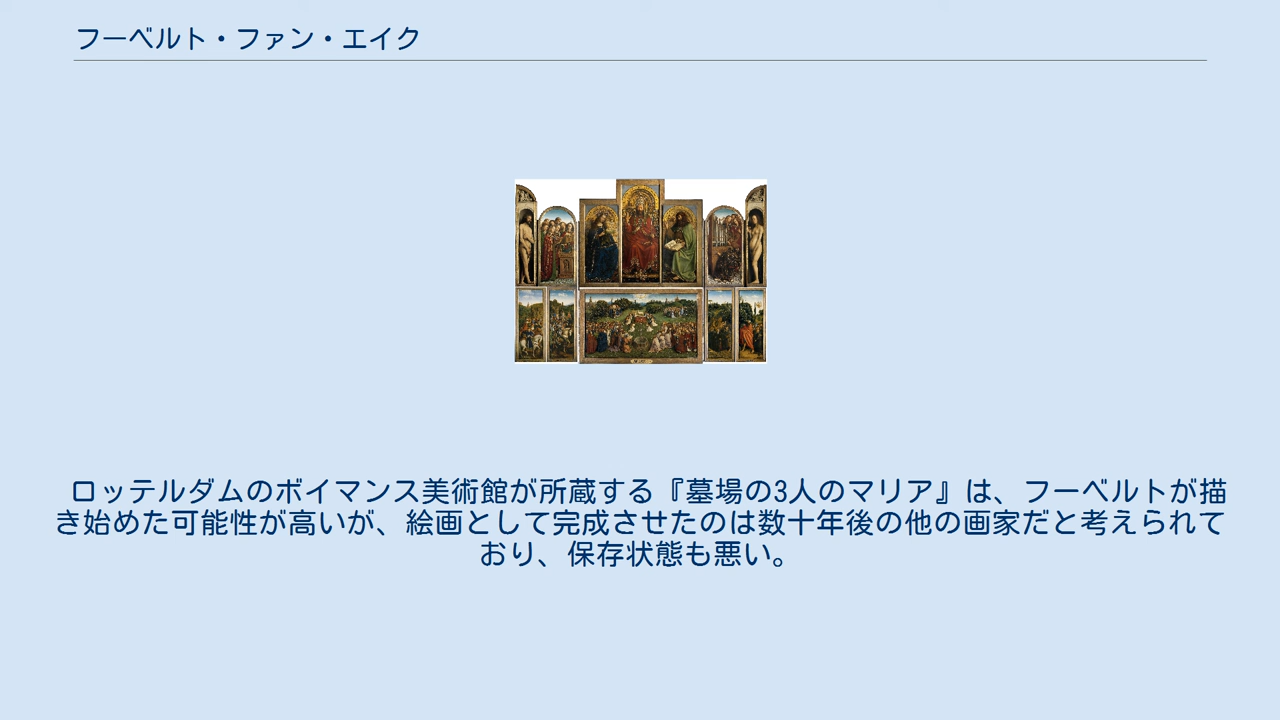 フーベルト・ファン・エイク
ロッテルダムのボイマンス美術館が所蔵する『墓場の3人のマリア』は、フーベルトが描
き始めた可能性が高いが、絵画として完成させたのは数十年後の他の画家だと考えられて
おり、保存状態も悪い。